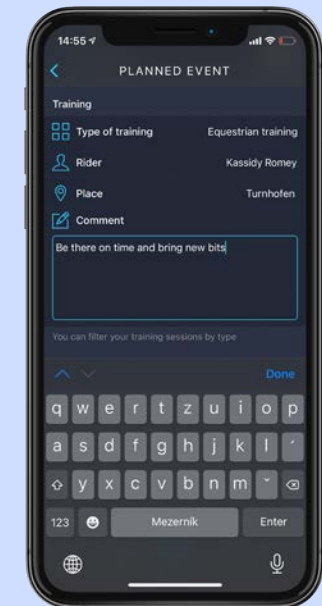 14:55
PLANNED EVENT
Training
Type of training Equestrian training
Rider Kassidy Romey
Place Turnhofen
Comment
Be there on time and bring new bits
You can filter your training sessions by type
Done
q w e r t z u i o p
a s d f g h j k l ´
y x c v b n m ˇ
123 Mezerník Enter